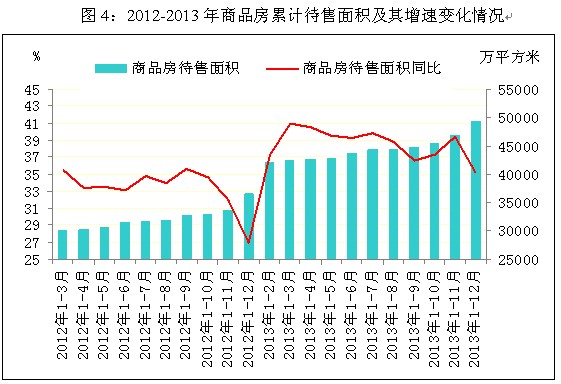 图 4：2012-2013 年商品房累计待售面积及其增速变化情况
% 万平方米
商品房待售面积 商品房待售面积同比
45 55000
43
41 50000
39 45000
37
35 40000
33
31 35000
29 30000
27
25 25000
2012年1-3月
2012年1-4月
2012年1-5月
2012年1-6月
2012年1-7月
2012年1-8月
2012年1-9月
2012年1-10月
2012年1-11月
2012年1-12月
2013年1-2月
2013年1-3月
2013年1-4月
2013年1-5月
2013年1-6月
2013年1-7月
2013年1-8月
2013年1-9月
2013年1-10月
2013年1-11月
2013年1-12月